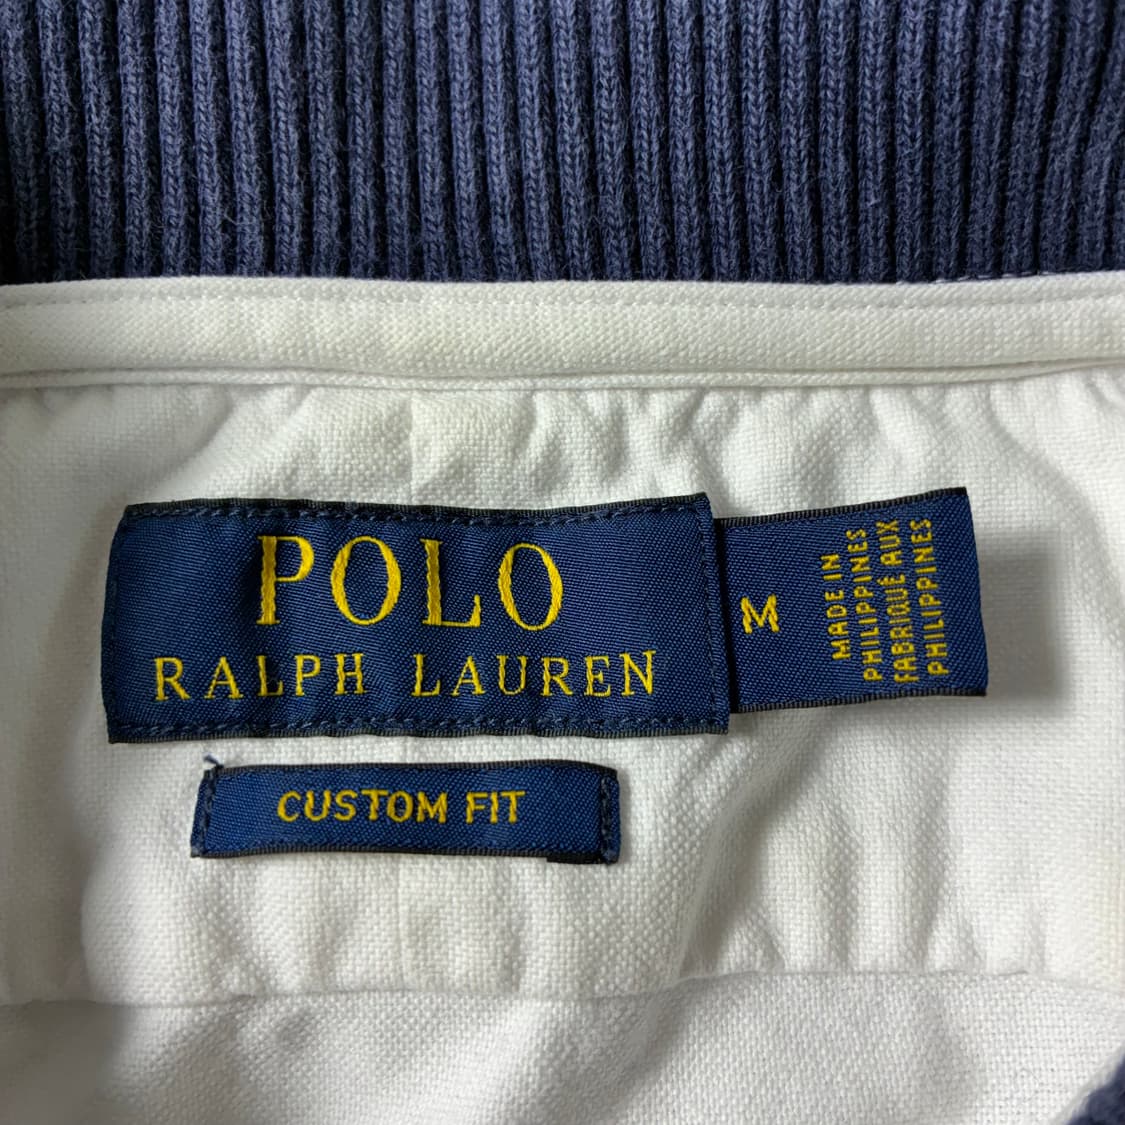 POLO
RALPH LAUREN
M
MADE IN
PHILIPPINES
FABRIQUÉ AUX
PHILIPPINES
CUSTOM FIT